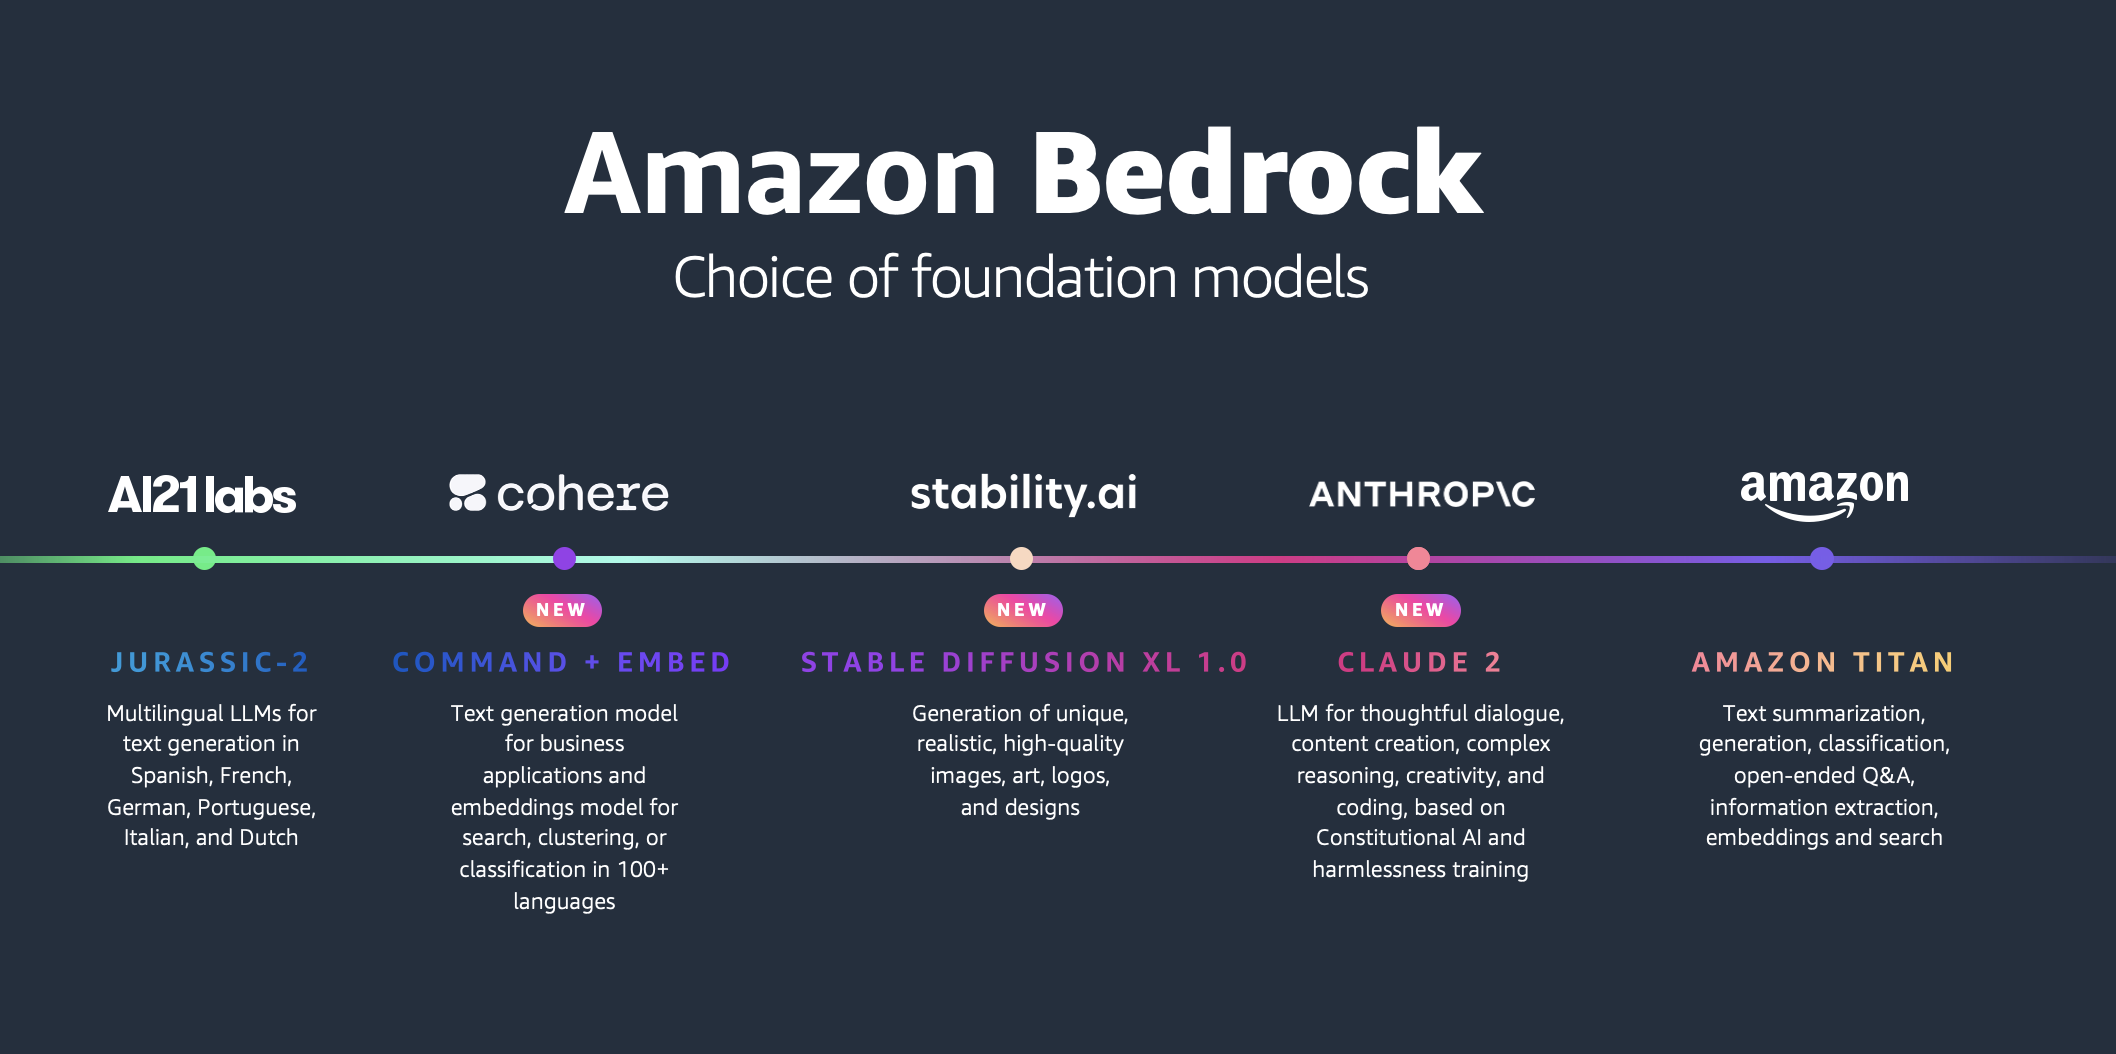 Amazon Bedrock
Choice of foundation models
AI21labs
cohere
stability.ai
ANTHROP\C
amazon
NEW
NEW
NEW
JURASSIC-2
Multilingual LLMs for
text generation in
Spanish, French,
German, Portuguese,
Italian, and Dutch
COMMAND + EMBED
Text generation model
for business
applications and
embeddings model for
search, clustering, or
classification in 100+
languages
STABLE DIFFUSION XL 1.0
Generation of unique,
realistic, high-quality
images, art, logos,
and designs
CLAUDE 2
LLM for thoughtful dialogue,
content creation, complex
reasoning, creativity, and
coding, based on
Constitutional AI and
harmlessness training
AMAZON TITAN
Text summarization,
generation, classification,
open-ended Q&A,
information extraction,
embeddings and search